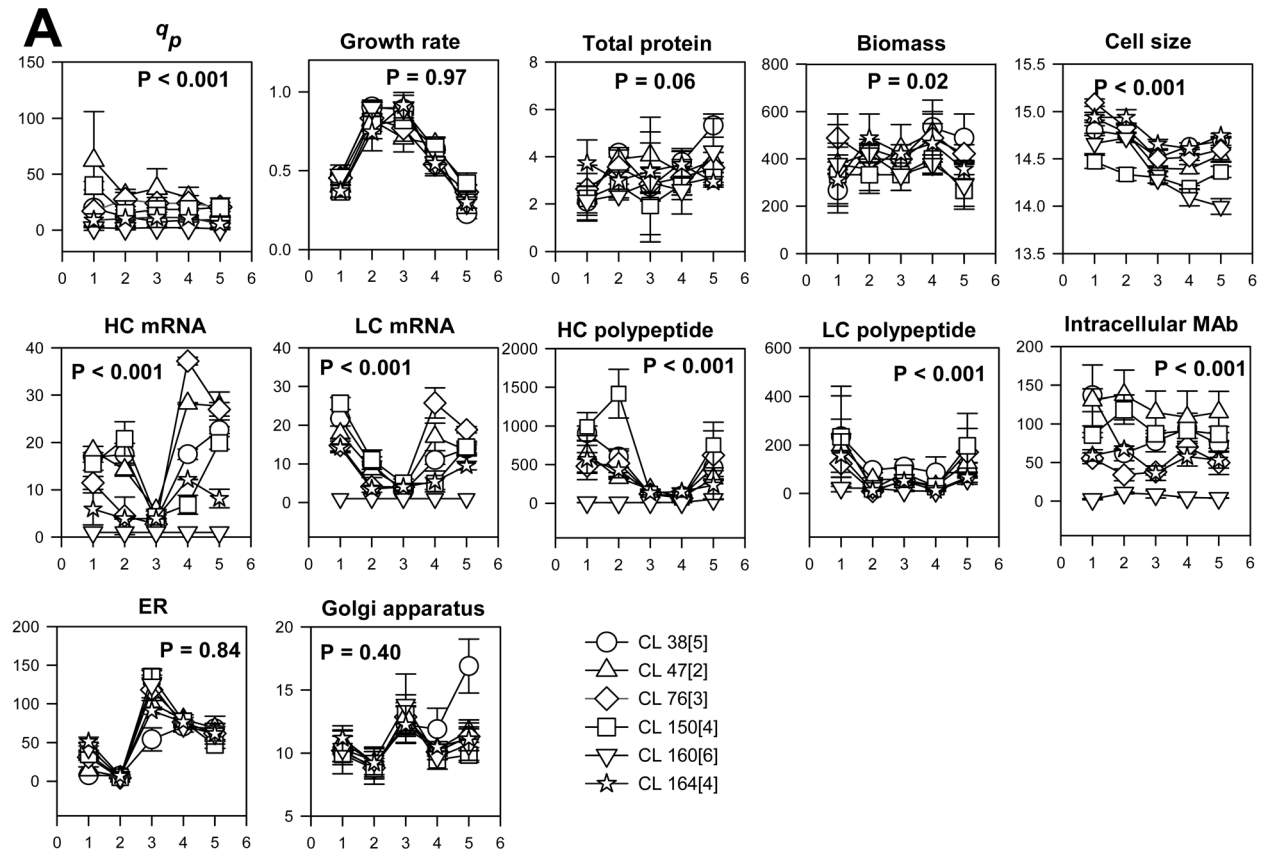 A
qp
P < 0.001
150
100
50
0
0 1 2 3 4 5 6
Growth rate
P = 0.97
1.0
0.5
0.0
0 1 2 3 4 5 6
Total protein
P = 0.06
8
6
4
2
0
0 1 2 3 4 5 6
Biomass
P = 0.02
800
600
400
200
0
0 1 2 3 4 5 6
Cell size
P < 0.001
15.5
15.0
14.5
14.0
13.5
0 1 2 3 4 5 6
HC mRNA
P < 0.001
40
30
20
10
0
0 1 2 3 4 5 6
LC mRNA
P < 0.001
40
30
20
10
0
0 1 2 3 4 5 6
HC polypeptide
P < 0.001
2000
1500
1000
500
0
0 1 2 3 4 5 6
LC polypeptide
P < 0.001
600
400
200
0
0 1 2 3 4 5 6
Intracellular MAb
P < 0.001
200
150
100
50
0
0 1 2 3 4 5 6
ER
P = 0.84
200
150
100
50
0
0 1 2 3 4 5 6
Golgi apparatus
P = 0.40
20
15
10
5
0 1 2 3 4 5 6
CL 38[5]
CL 47[2]
CL 76[3]
CL 150[4]
CL 160[6]
CL 164[4]